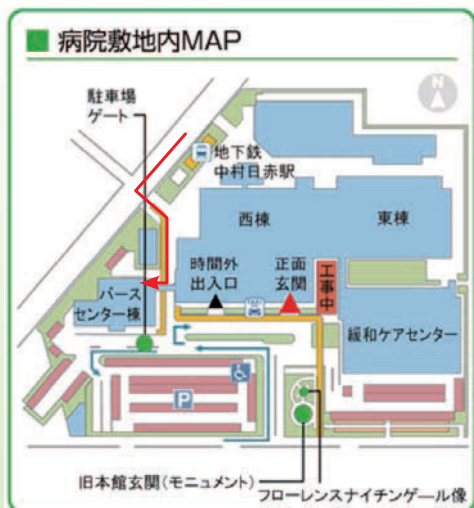 病院敷地内MAP
駐車場
ゲート
N
地下鉄
中村日赤駅
西棟
東棟
時間外
出入口
正面
玄関
工事中
バース
センター棟
緩和ケアセンター
P
旧本館玄関(モニュメント)
フローレンスナイチンゲール像